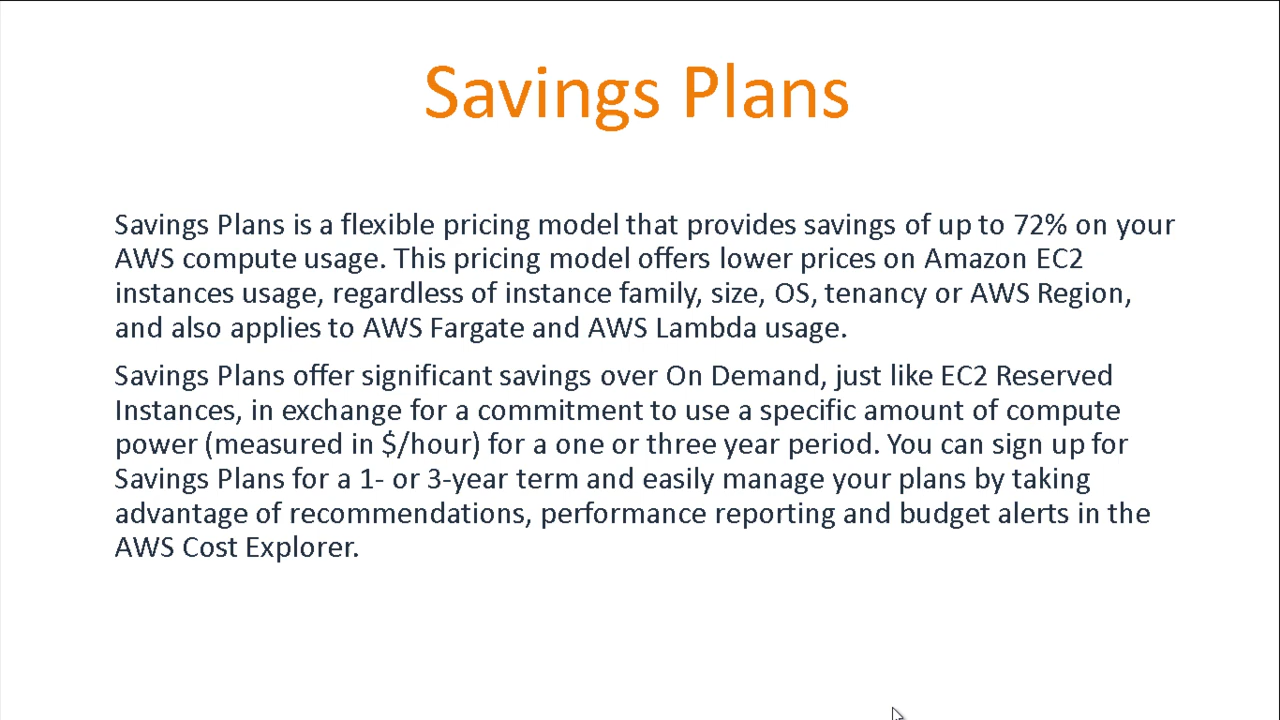 Savings Plans
Savings Plans is a flexible pricing model that provides savings of up to 72% on your
AWS compute usage. This pricing model offers lower prices on Amazon EC2
instances usage, regardless of instance family, size, OS, tenancy or AWS Region,
and also applies to AWS Fargate and AWS Lambda usage.
Savings Plans offer significant savings over On Demand, just like EC2 Reserved
Instances, in exchange for a commitment to use a specific amount of compute
power (measured in $/hour) for a one or three year period. You can sign up for
Savings Plans for a 1- or 3-year term and easily manage your plans by taking
advantage of recommendations, performance reporting and budget alerts in the
AWS Cost Explorer.